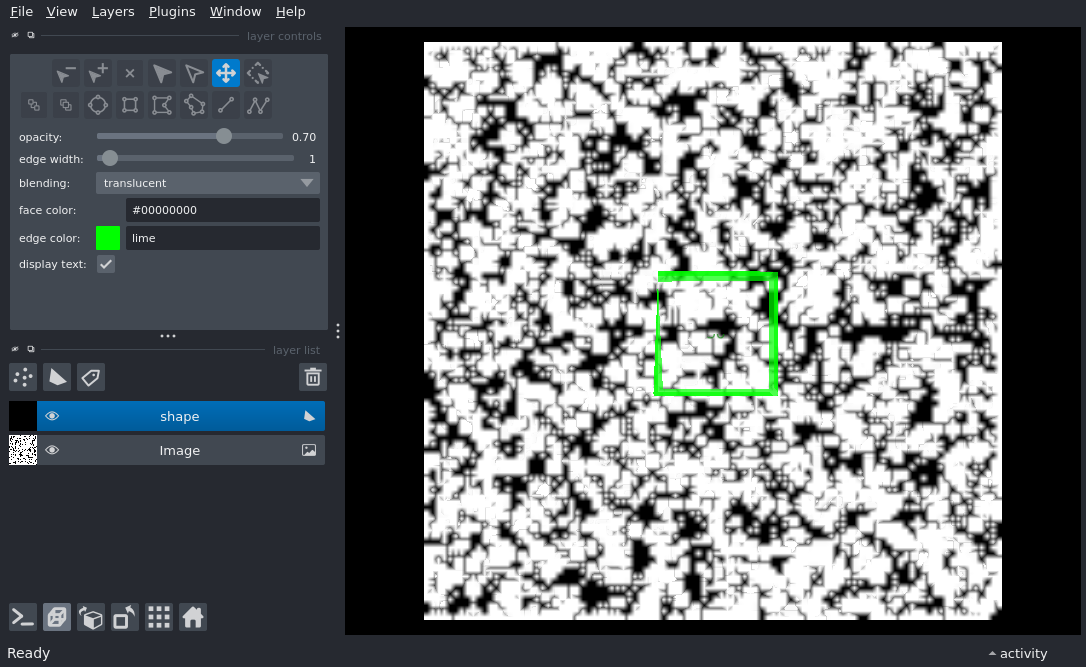 File View Layers Plugins Window Help
layer controls
opacity: 0.70
edge width: 1
blending: translucent
face color: #00000000
edge color: lime
display text:
layer list
shape
Image
Ready
activity